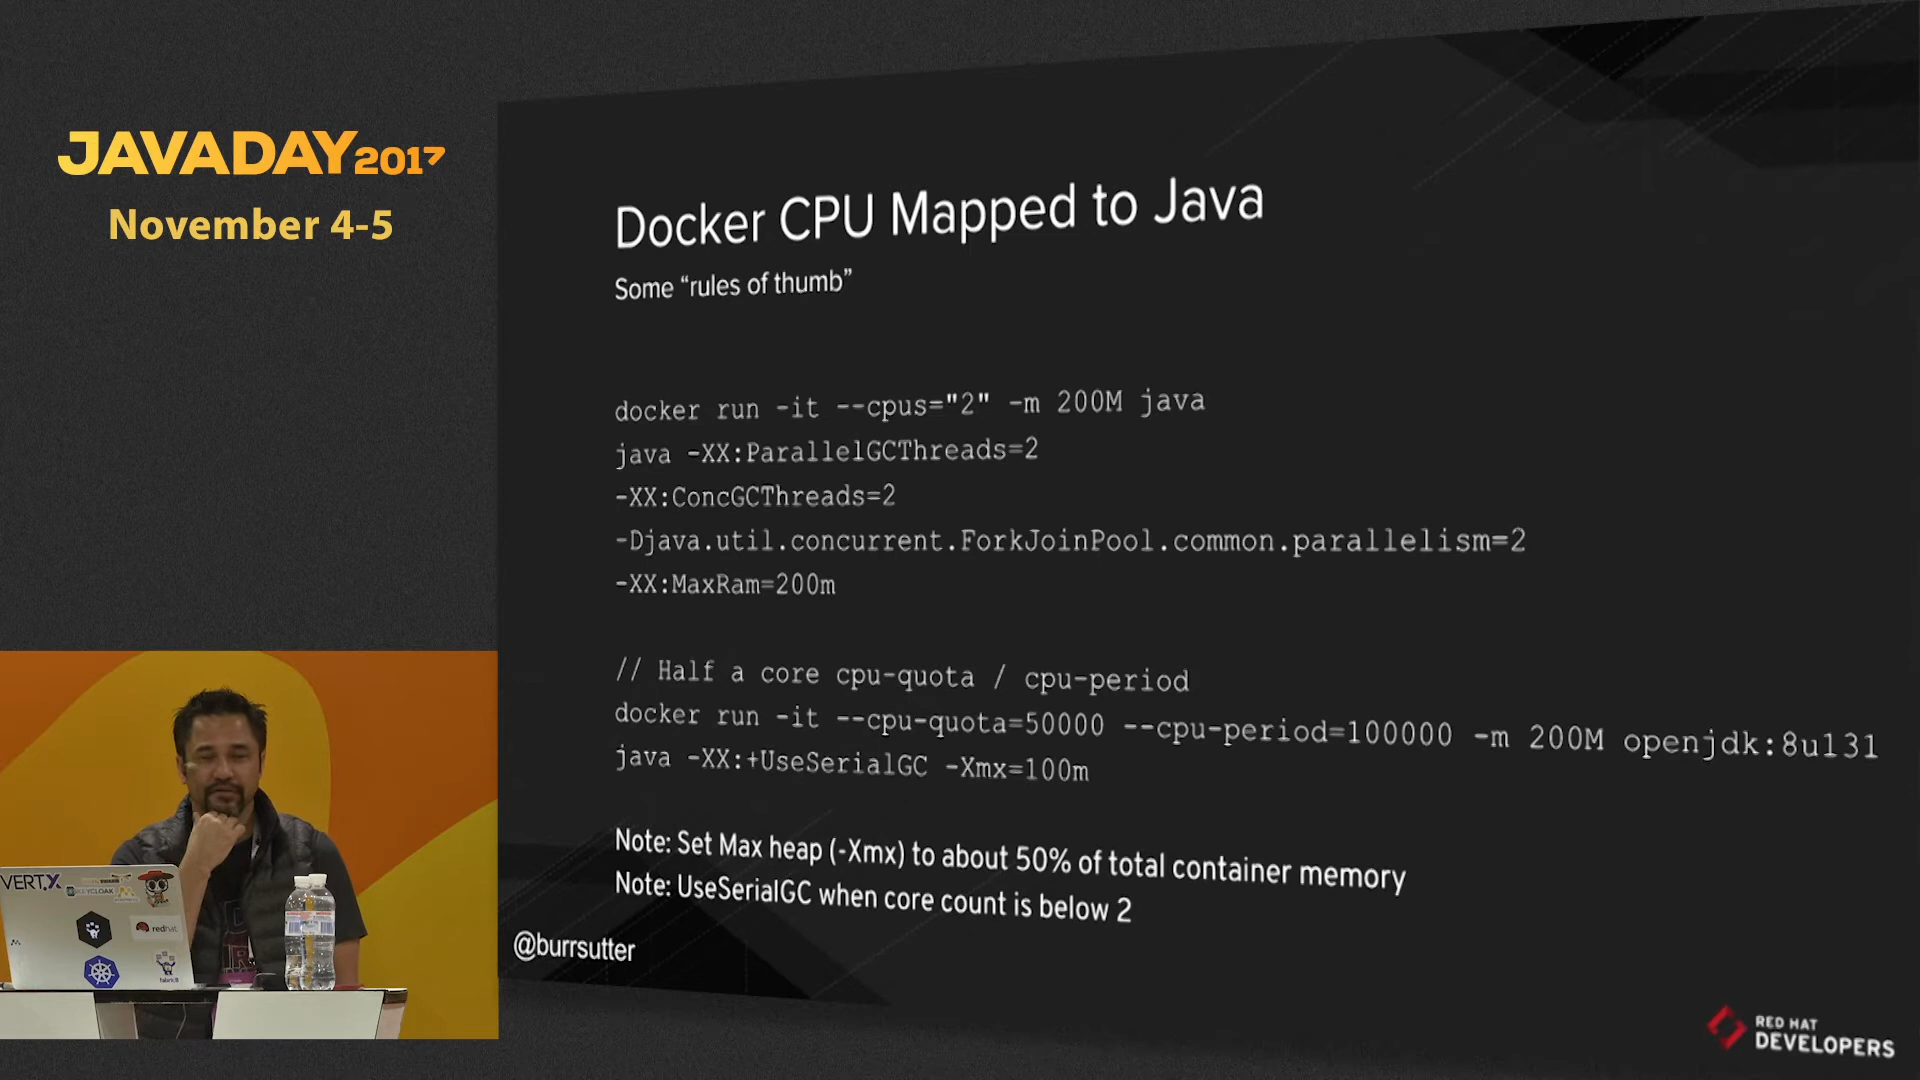 JAVADAY 2017
November 4-5
Docker CPU Mapped to Java
Some “rules of thumb”
docker run -it --cpus="2" -m 200M java
java -XX:ParallelGCThreads=2
-XX:ConcGCThreads=2
-Djava.util.concurrent.ForkJoinPool.common.parallelism=2
-XX:MaxRam=200m
// Half a core cpu-quota / cpu-period
docker run -it --cpu-quota=50000 --cpu-period=100000 -m 200M openjdk:8u131
java -XX:+UseSerialGC -Xmx=100m
Note: Set Max heap (-Xmx) to about 50% of total container memory
Note: UseSerialGC when core count is below 2
@burrsutter
RED HAT
DEVELOPERS
VERT.X
redhat